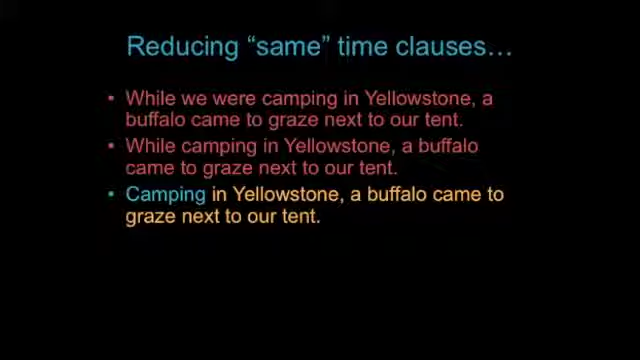 Reducing “same” time clauses…
• While we were camping in Yellowstone, a
buffalo came to graze next to our tent.
• While camping in Yellowstone, a buffalo
came to graze next to our tent.
• Camping in Yellowstone, a buffalo came to
graze next to our tent.